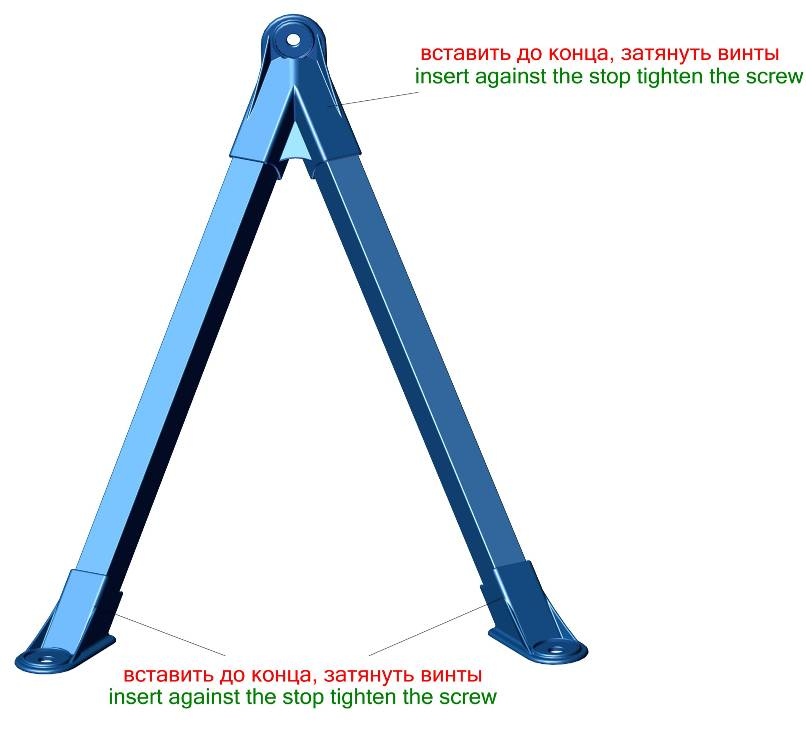 вставить до конца, затянуть винты
insert against the stop tighten the screw
вставить до конца, затянуть винты
insert against the stop tighten the screw